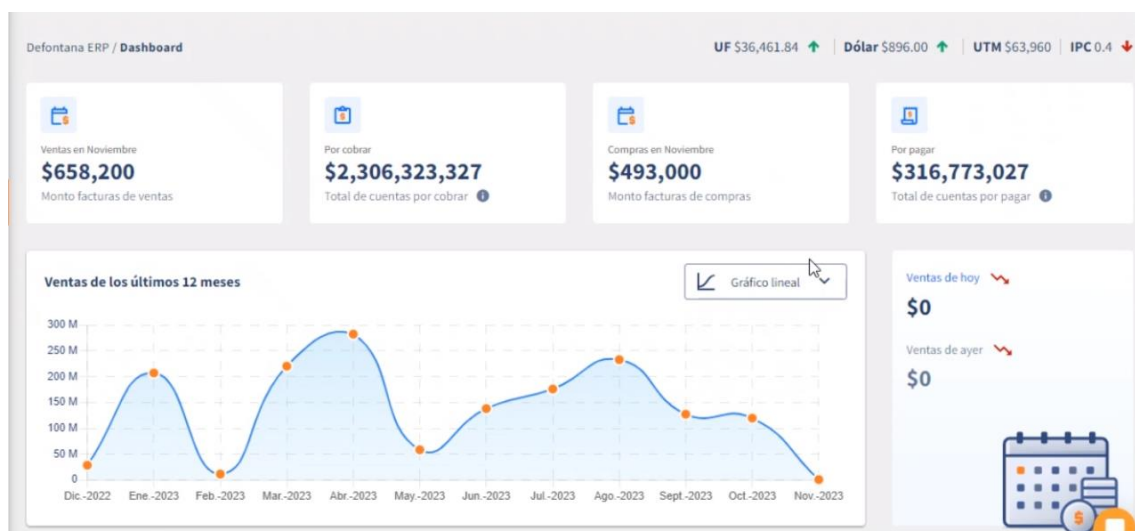 Defontana ERP / Dashboard
UF $36,461.84 Dólar $896.00 UTM $63,960 IPC 0.4
Ventas en Noviembre
$658,200
Monto facturas de ventas
Por cobrar
$2,306,323,327
Total de cuentas por cobrar
Compras en Noviembre
$493,000
Monto facturas de compras
Por pagar
$316,773,027
Total de cuentas por pagar
Ventas de los últimos 12 meses
Gráfico lineal
300 M
250 M
200 M
150 M
100 M
50 M
0
Dic.-2022 Ene.-2023 Feb.-2023 Mar.-2023 Abr.-2023 May.-2023 Jun.-2023 Jul.-2023 Ago.-2023 Sept.-2023 Oct.-2023 Nov.-2023
Ventas de hoy
$0
Ventas de ayer
$0